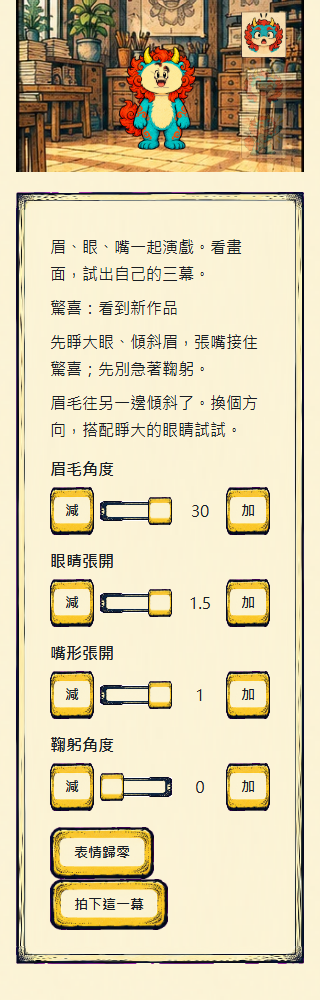 眉、眼、嘴一起演戲。看畫
面，試出自己的三幕。
驚喜：看到新作品
先睜大眼、傾斜眉，張嘴接住
驚喜；先別急著鞠躬。
眉毛往另一邊傾斜了。換個方
向，搭配睜大的眼睛試試。
眉毛角度
減 30 加
眼睛張開
減 1.5 加
嘴形張開
減 1 加
鞠躬角度
減 0 加
表情歸零
拍下這一幕